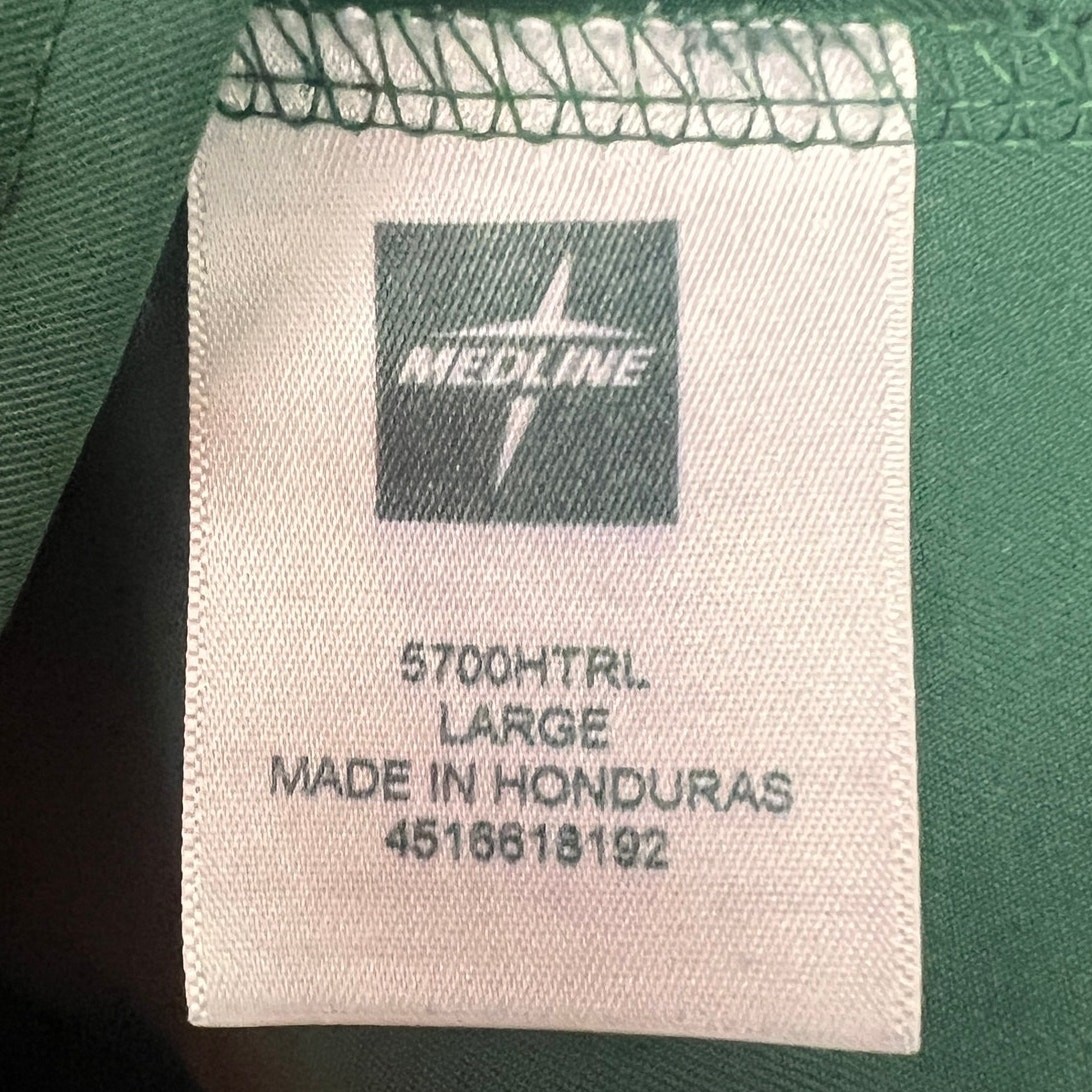 MEDLINE
5700HTRL
LARGE
MADE IN HONDURAS
4516618192